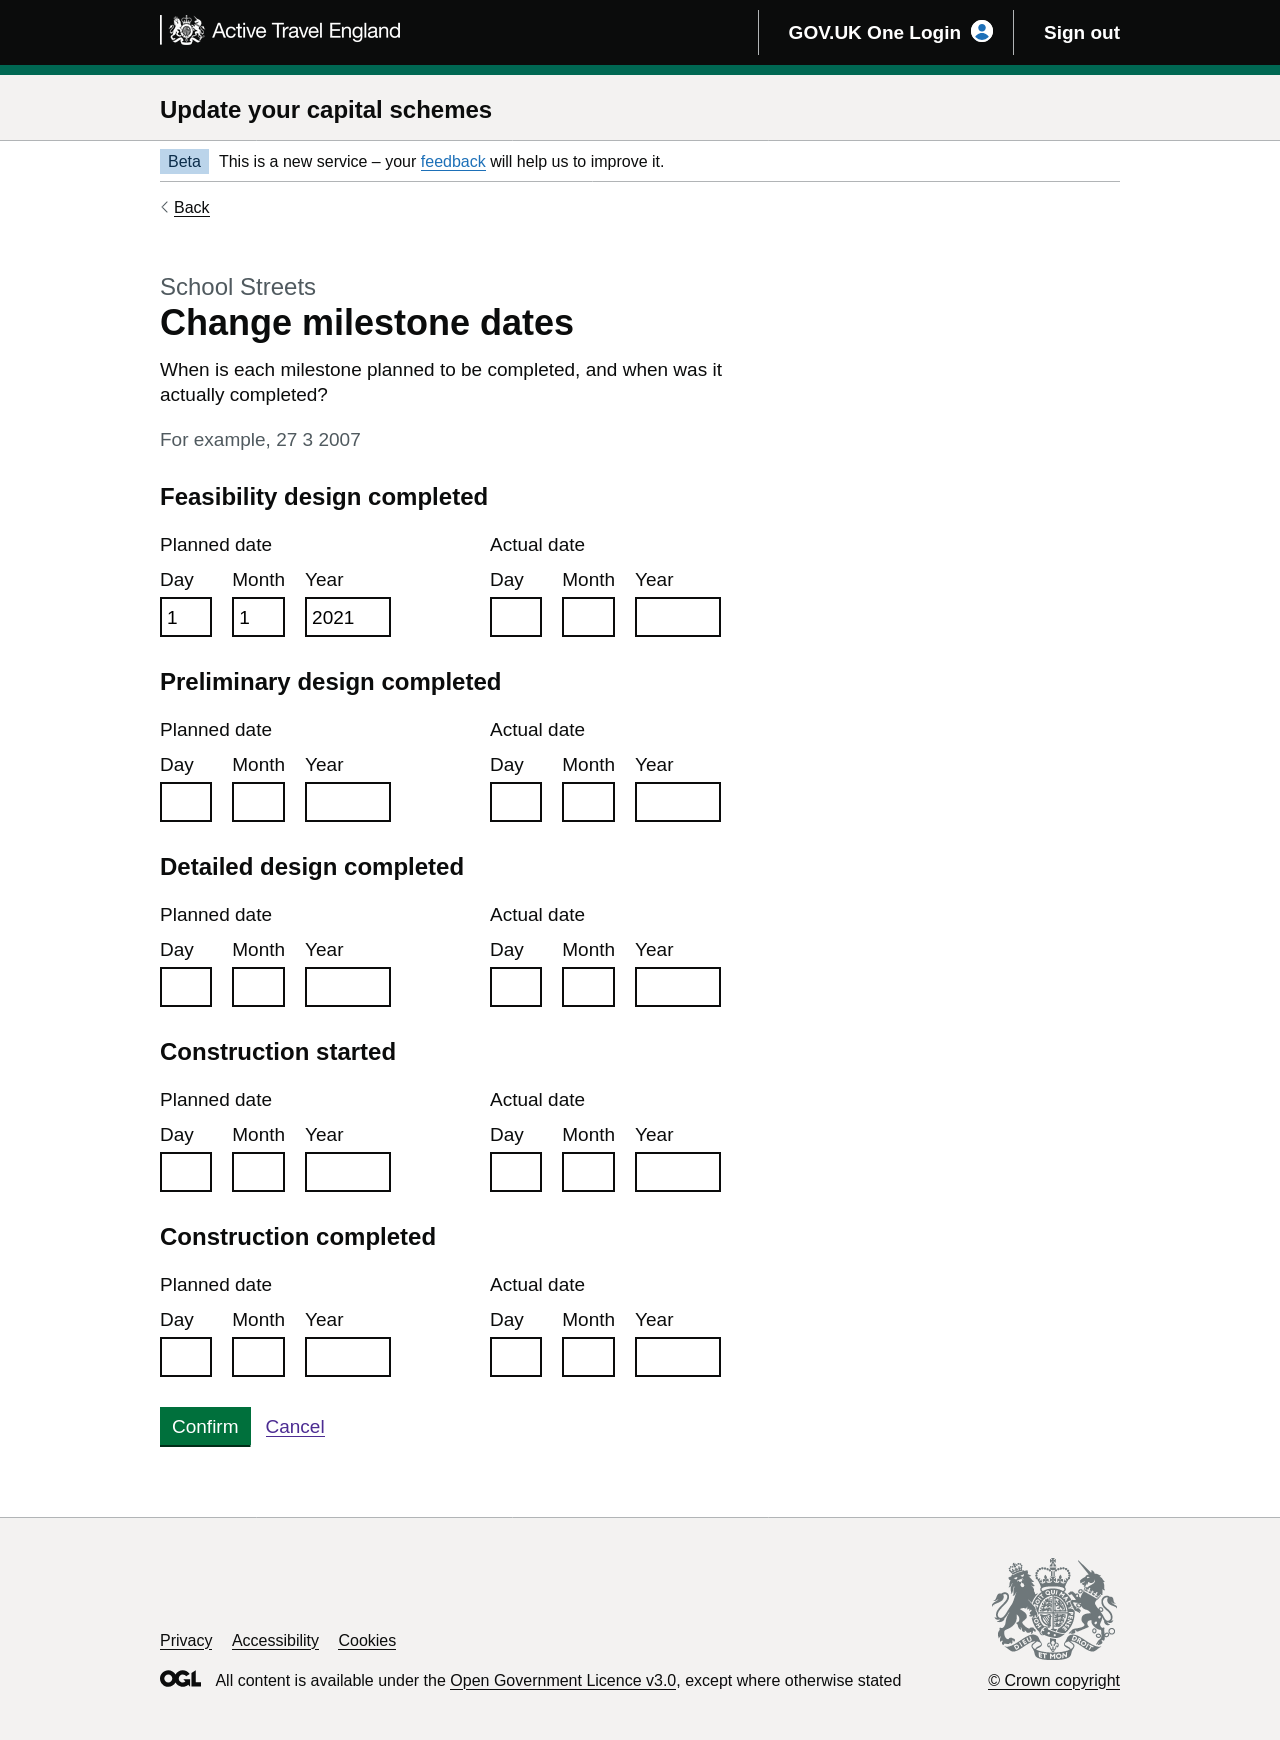 Active Travel England
GOV.UK One Login
Sign out
Update your capital schemes
Beta This is a new service – your feedback will help us to improve it.
Back
School Streets
Change milestone dates
When is each milestone planned to be completed, and when was it
actually completed?
For example, 27 3 2007
Feasibility design completed
Planned date Actual date
Day Month Year Day Month Year
1 1 2021
Preliminary design completed
Planned date Actual date
Day Month Year Day Month Year
Detailed design completed
Planned date Actual date
Day Month Year Day Month Year
Construction started
Planned date Actual date
Day Month Year Day Month Year
Construction completed
Planned date Actual date
Day Month Year Day Month Year
Confirm Cancel
Privacy Accessibility Cookies
OGL All content is available under the Open Government Licence v3.0, except where otherwise stated
© Crown copyright